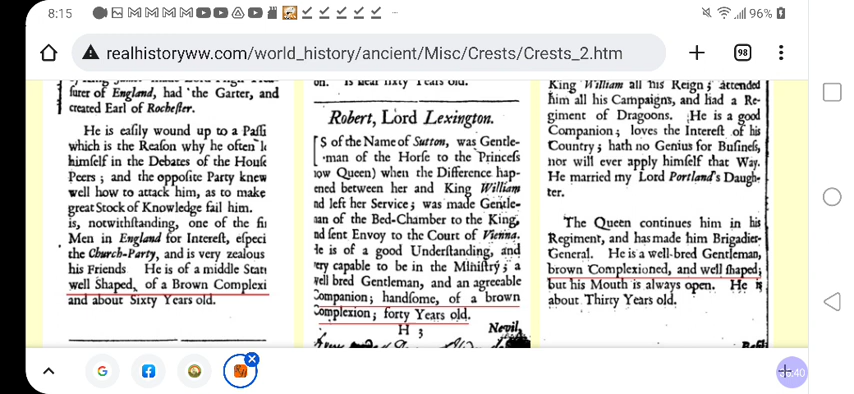 8:15
96%
realhistoryww.com/world_history/ancient/Misc/Crests/Crests_2.htm
98
surer of England, had the Garter, and
created Earl of Rochester.
He is easily wound up to a Passi
which is the Reason why he often l
himself in the Debates of the Hous
Peers; and the opposite Party knew
well how to attack him, as to make
great Stock of Knowledge fail him.
is, notwithstanding, one of the fi
Men in England for Interest, especi
the Church-Party, and is very zealous
his Friends He is of a middle Stat
well Shaped, of a Brown Complexi
and about Sixty Years old.
on. Is near sixty Years old.
Robert, Lord Lexington.
S of the Name of Sutton, was Gentle-
man of the Horse to the Princess
now Queen) when the Difference hap-
ened between her and King William
nd left her Service; was made Gentle-
nan of the Bed-Chamber to the King,
nd sent Envoy to the Court of Vienna.
He is of a good Understanding, and
very capable to be in the Ministry; a
well bred Gentleman, and an agreeable
Companion; handsome, of a brown
Complexion; forty Years old.
H 3 Nevil,
King William all his Reign; attended
him all his Campaigns, and had a Re-
giment of Dragoons. He is a good
Companion; loves the Interest of his
Country; hath no Genius for Business,
nor will ever apply himself that Way.
He married my Lord Portland's Daugh-
ter.
The Queen continues him in his
Regiment, and has made him Brigadier-
General. He is a well-bred Gentleman,
brown Complexioned, and well shaped;
but his Mouth is always open. He is
about Thirty Years old.